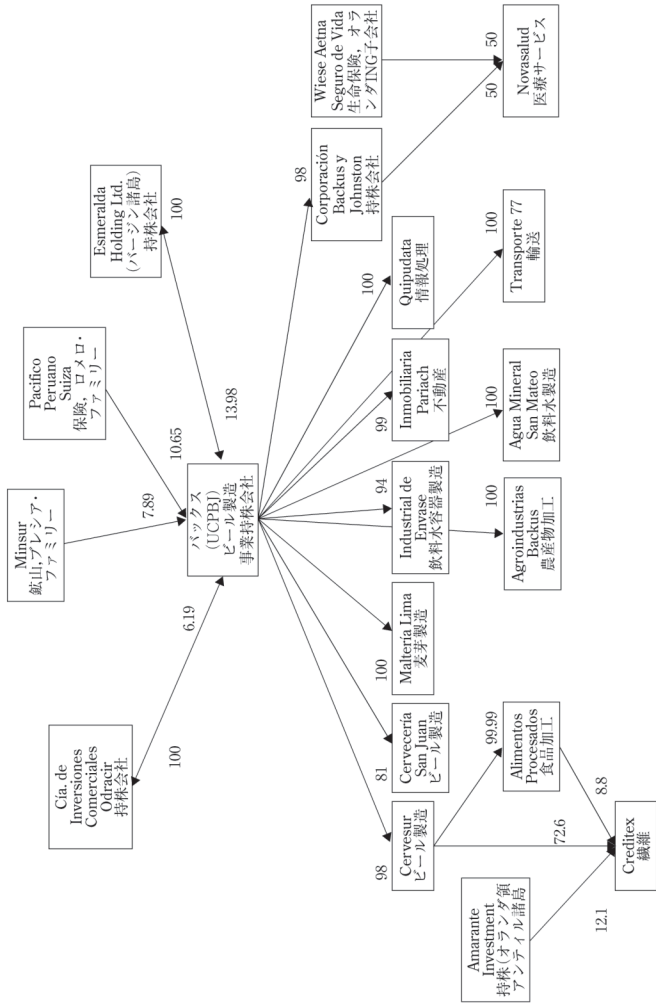 Cía. de
Inversiones
Comerciales
Odracir
持株会社
Minsur
鉱山,ブレシア・
ファミリー
Pacifico
Peruano
Suiza
保険, ロメロ・
ファミリー
Esmeralda
Holding Ltd.
(バージン諸島)
持株会社
100
6.19
7.89
10.65
13.98
100
バックス
(UCPBJ)
ビール製造
事業持株会社
98
81
100
94
99
100
98
Cervesur
ビール製造
Cervecería
San Juan
ビール製造
Maltería Lima
麦芽製造
Industrial de
Envase
飲料水容器製造
Inmobiliaria
Pariach
不動産
Quipudata
情報処理
Corporación
Backus y
Johnston
持株会社
Wiese Aetna
Seguro de Vida
生命保険, オラ
ンダING子会社
Amarante
Investment
持株(オランダ領
アンティル諸島
99.99
100
100
100
50
50
Alimentos
Procesados
食品加工
Agroindustrias
Backus
農産物加工
Agua Mineral
San Mateo
飲料水製造
Transporte 77
輸送
Novasalud
医療サービス
12.1
72.6
8.8
Creditex
繊維